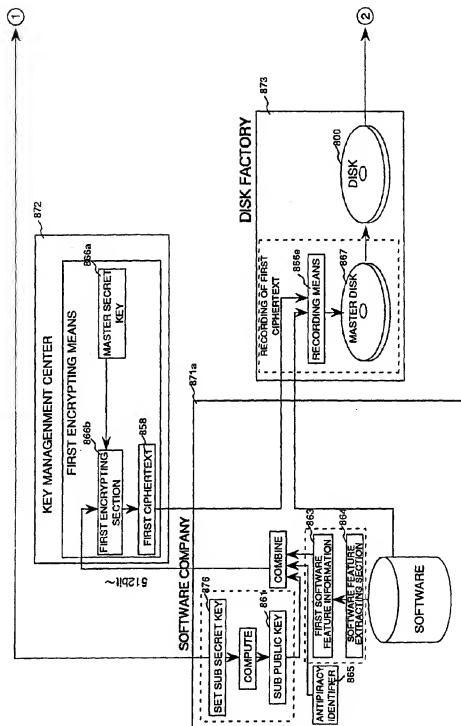 1
KEY MANAGENMENT CENTER
872
FIRST ENCRYPTING MEANS
866a
MASTER SECRET
KEY
866b
FIRST ENCRYPTING
SECTION
858
FIRST CIPHERTEXT
512bit~
SOFTWARE COMPANY
871a
876
SET SUB SECRET KEY
COMPUTE
861
SUB PUBLIC KEY
COMBINE
863
FIRST SOFTWARE
FEATURE INFORMATION
864
SOFTWARE FEATURE
EXTRACTING SECTION
ANTIPIRACY
IDENTIFIER
865
SOFTWARE
DISK FACTORY
873
RECORDING OF FIRST
CIPHERTEXT
866e
RECORDING MEANS
867
MASTER DISK
800
DISK
2